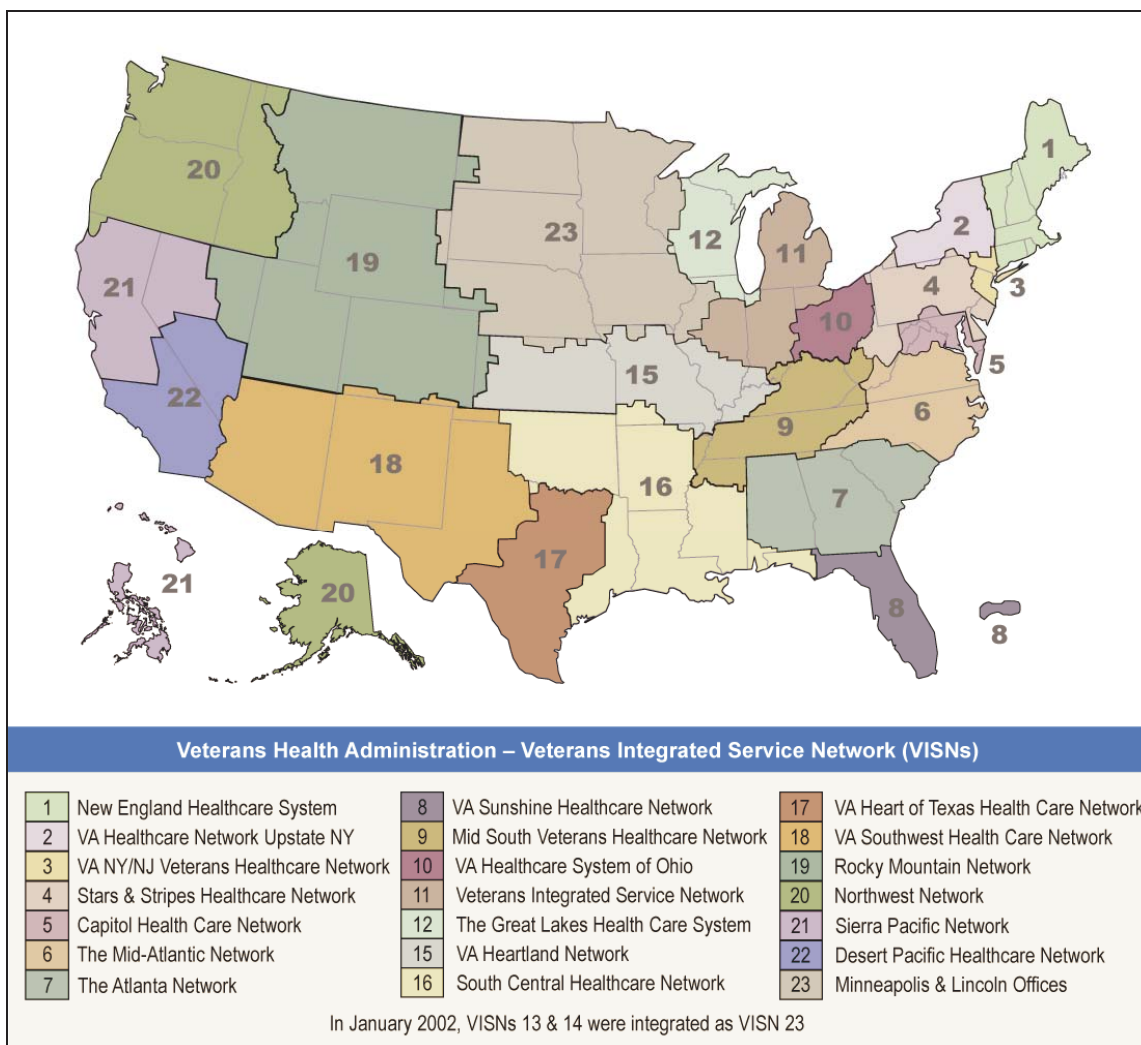 1
20
2
23
12
19
11
21
4
3
10
5
15
22
6
9
18
16
7
17
21
20
8
8
Veterans Health Administration – Veterans Integrated Service Network (VISNs)
1 New England Healthcare System
2 VA Healthcare Network Upstate NY
3 VA NY/NJ Veterans Healthcare Network
4 Stars & Stripes Healthcare Network
5 Capitol Health Care Network
6 The Mid-Atlantic Network
7 The Atlanta Network
8 VA Sunshine Healthcare Network
9 Mid South Veterans Healthcare Network
10 VA Healthcare System of Ohio
11 Veterans Integrated Service Network
12 The Great Lakes Health Care System
15 VA Heartland Network
16 South Central Healthcare Network
17 VA Heart of Texas Health Care Network
18 VA Southwest Health Care Network
19 Rocky Mountain Network
20 Northwest Network
21 Sierra Pacific Network
22 Desert Pacific Healthcare Network
23 Minneapolis & Lincoln Offices
In January 2002, VISNs 13 & 14 were integrated as VISN 23